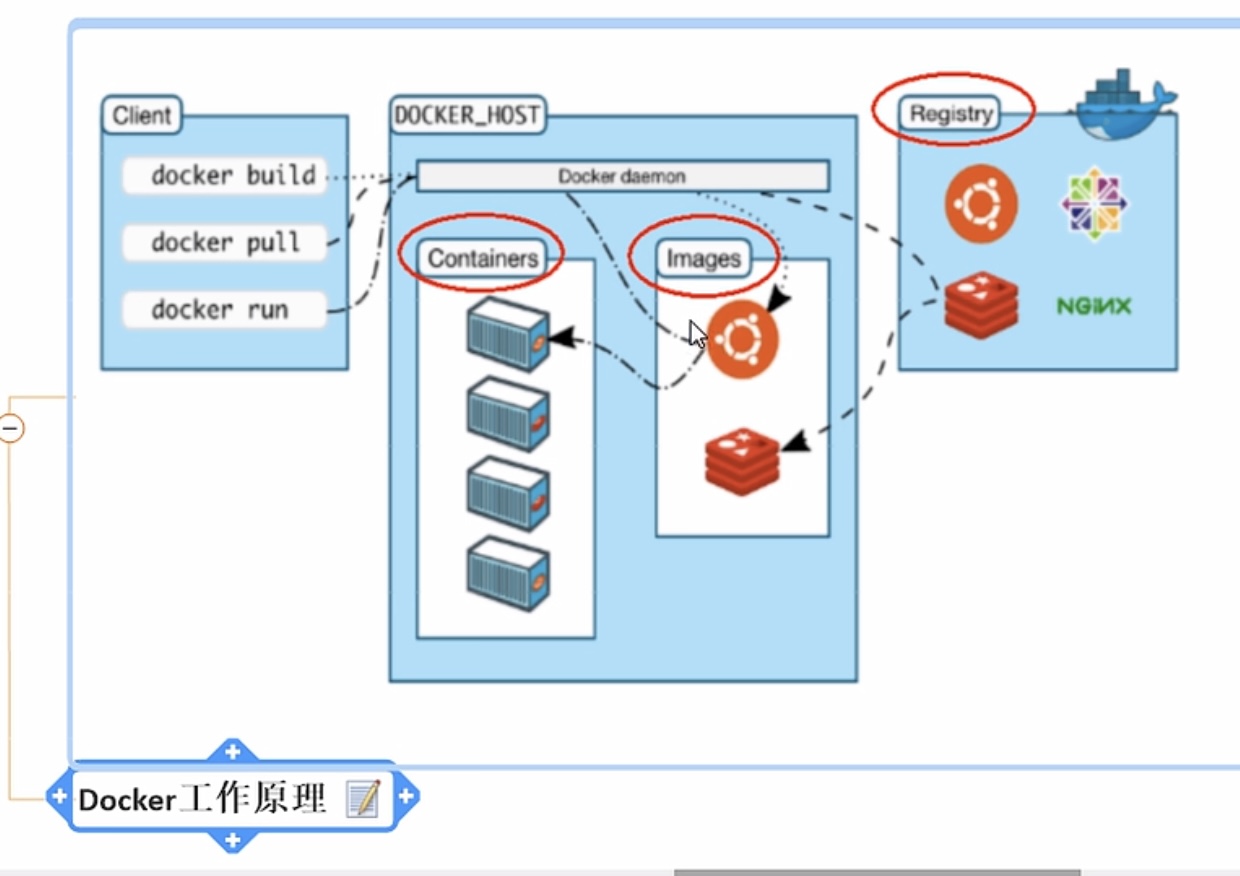 Client
docker build
docker pull
docker run
DOCKER_HOST
Docker daemon
Containers
Images
Registry
NGINX
Docker工作原理